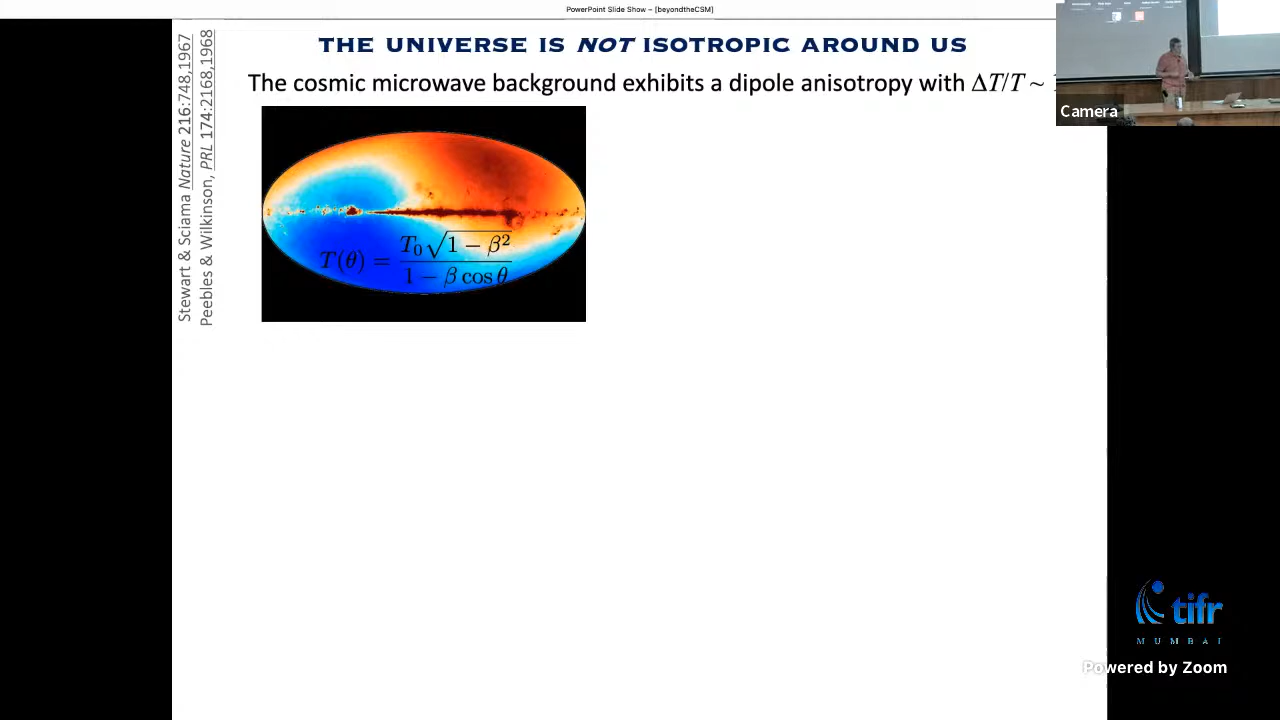 PowerPoint Slide Show – [beyondtheCSM]
THE UNIVERSE IS NOT ISOTROPIC AROUND US
The cosmic microwave background exhibits a dipole anisotropy with ΔT/T ~
Stewart & Sciama Nature 216:748,1967
Peebles & Wilkinson, PRL 174:2168,1968
T(θ) = T₀√(1 − β²) / (1 − β cos θ)
Camera
tifr
MUMBAI
Powered by Zoom